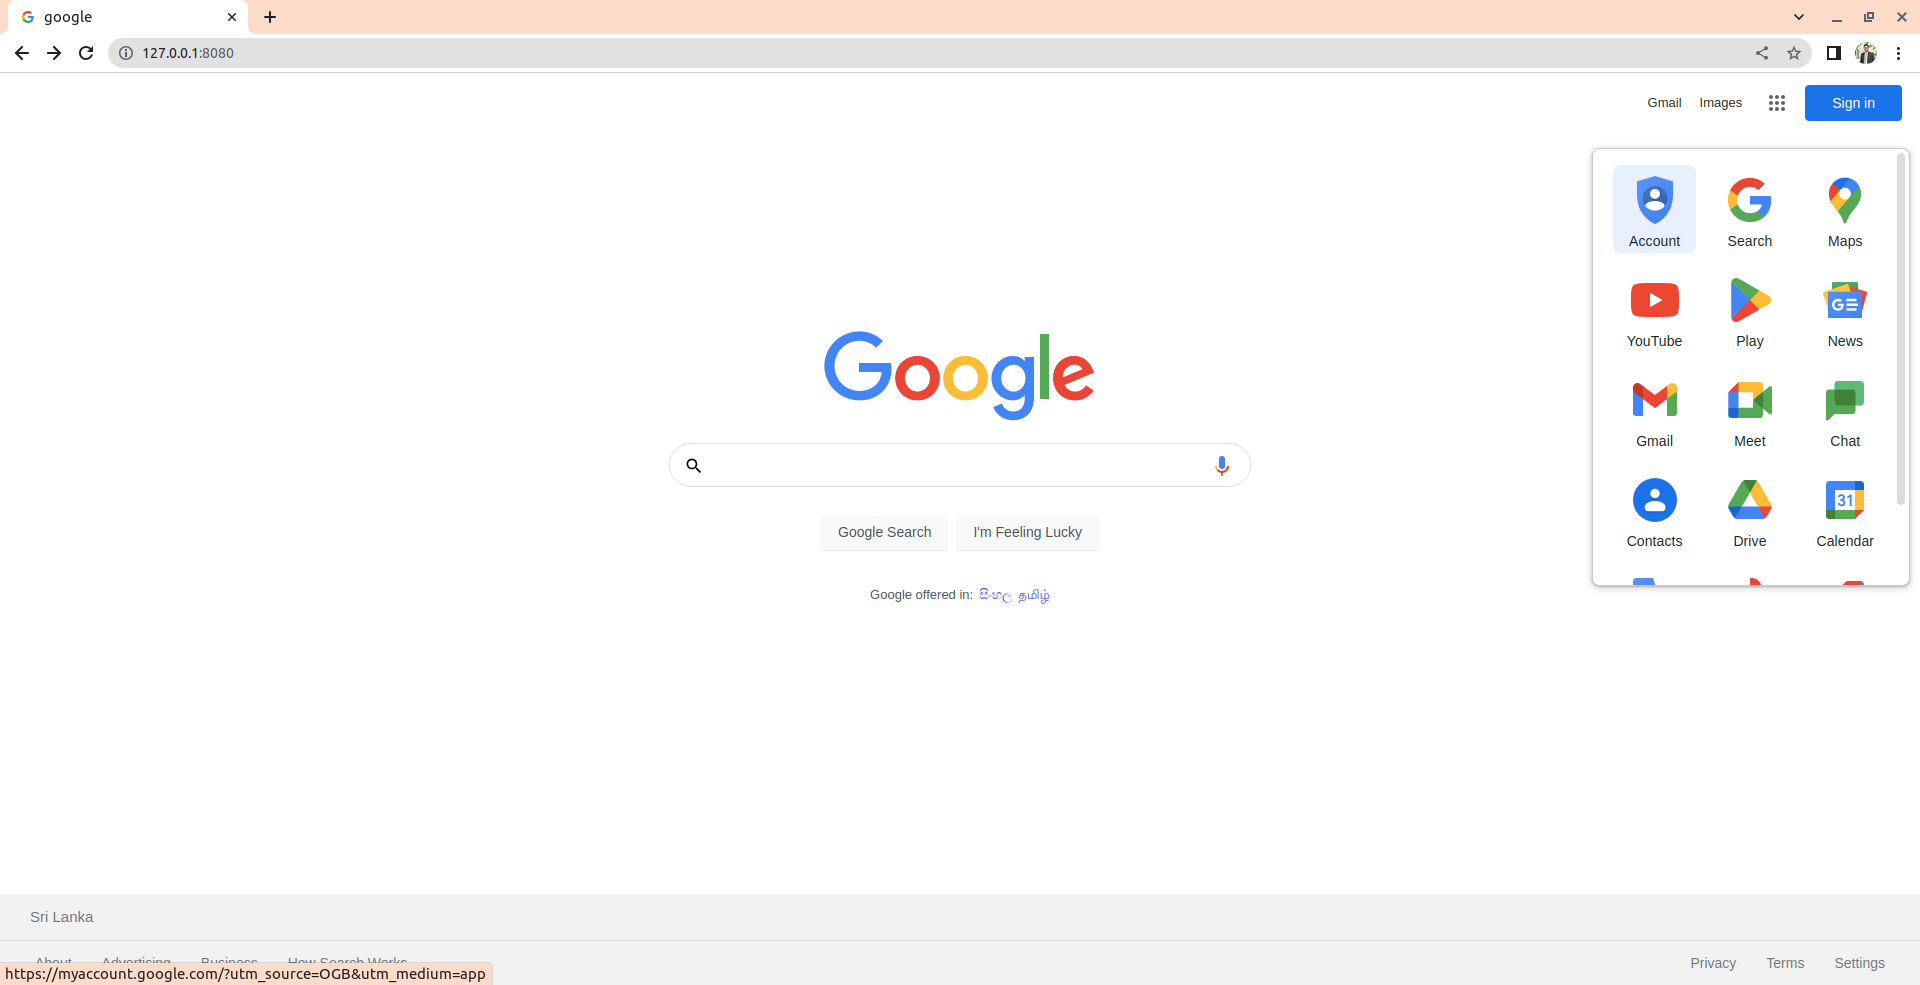 google
127.0.0.1:8080
Gmail Images Sign in
Account Search Maps
YouTube Play News
Google
Gmail Meet Chat
Contacts Drive 31 Calendar
Google Search I'm Feeling Lucky
Google offered in: සිංහල தமிழ்
Sri Lanka
About Advertising Business How Search Works
Privacy Terms Settings
https://myaccount.google.com/?utm_source=OGB&utm_medium=app